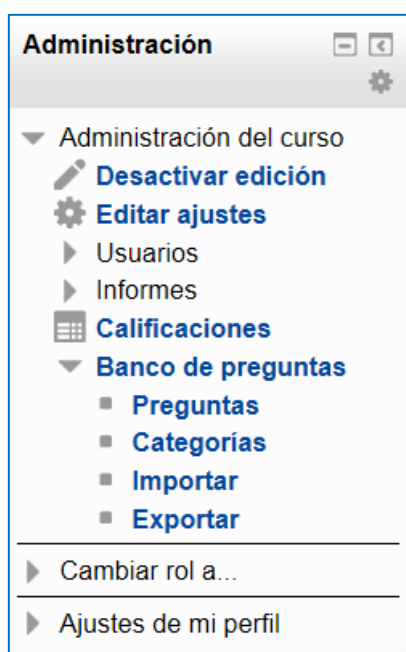 Administración
Administración del curso
Desactivar edición
Editar ajustes
Usuarios
Informes
Calificaciones
Banco de preguntas
Preguntas
Categorías
Importar
Exportar
Cambiar rol a...
Ajustes de mi perfil